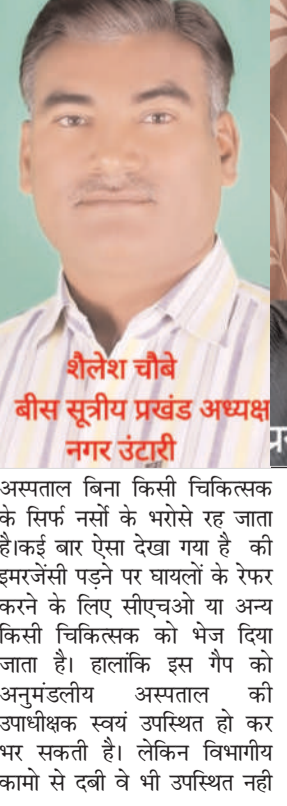 शैलेश चौबे
बीस सूत्रीय प्रखंड अध्यक्ष
नगर उंटारी
अस्पताल बिना किसी चिकित्सक
के सिर्फ नर्सो के भरोसे रह जाता
है।कई बार ऐसा देखा गया है की
इमरजेंसी पड़ने पर घायलों के रेफर
करने के लिए सीएचओ या अन्य
किसी चिकित्सक को भेज दिया
जाता है। हालांकि इस गैप को
अनुमंडलीय अस्पताल की
उपाधीक्षक स्वयं उपस्थित हो कर
भर सकती है। लेकिन विभागीय
कामो से दबी वे भी उपस्थित नही